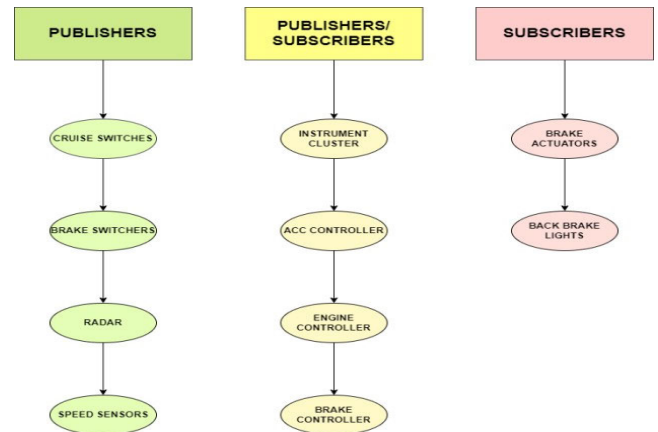 PUBLISHERS
CRUISE SWITCHES
BRAKE SWITCHERS
RADAR
SPEED SENSORS
PUBLISHERS/
SUBSCRIBERS
INSTRUMENT
CLUSTER
ACC CONTROLLER
ENGINE
CONTROLLER
BRAKE
CONTROLLER
SUBSCRIBERS
BRAKE
ACTUATORS
BACK BRAKE
LIGHTS